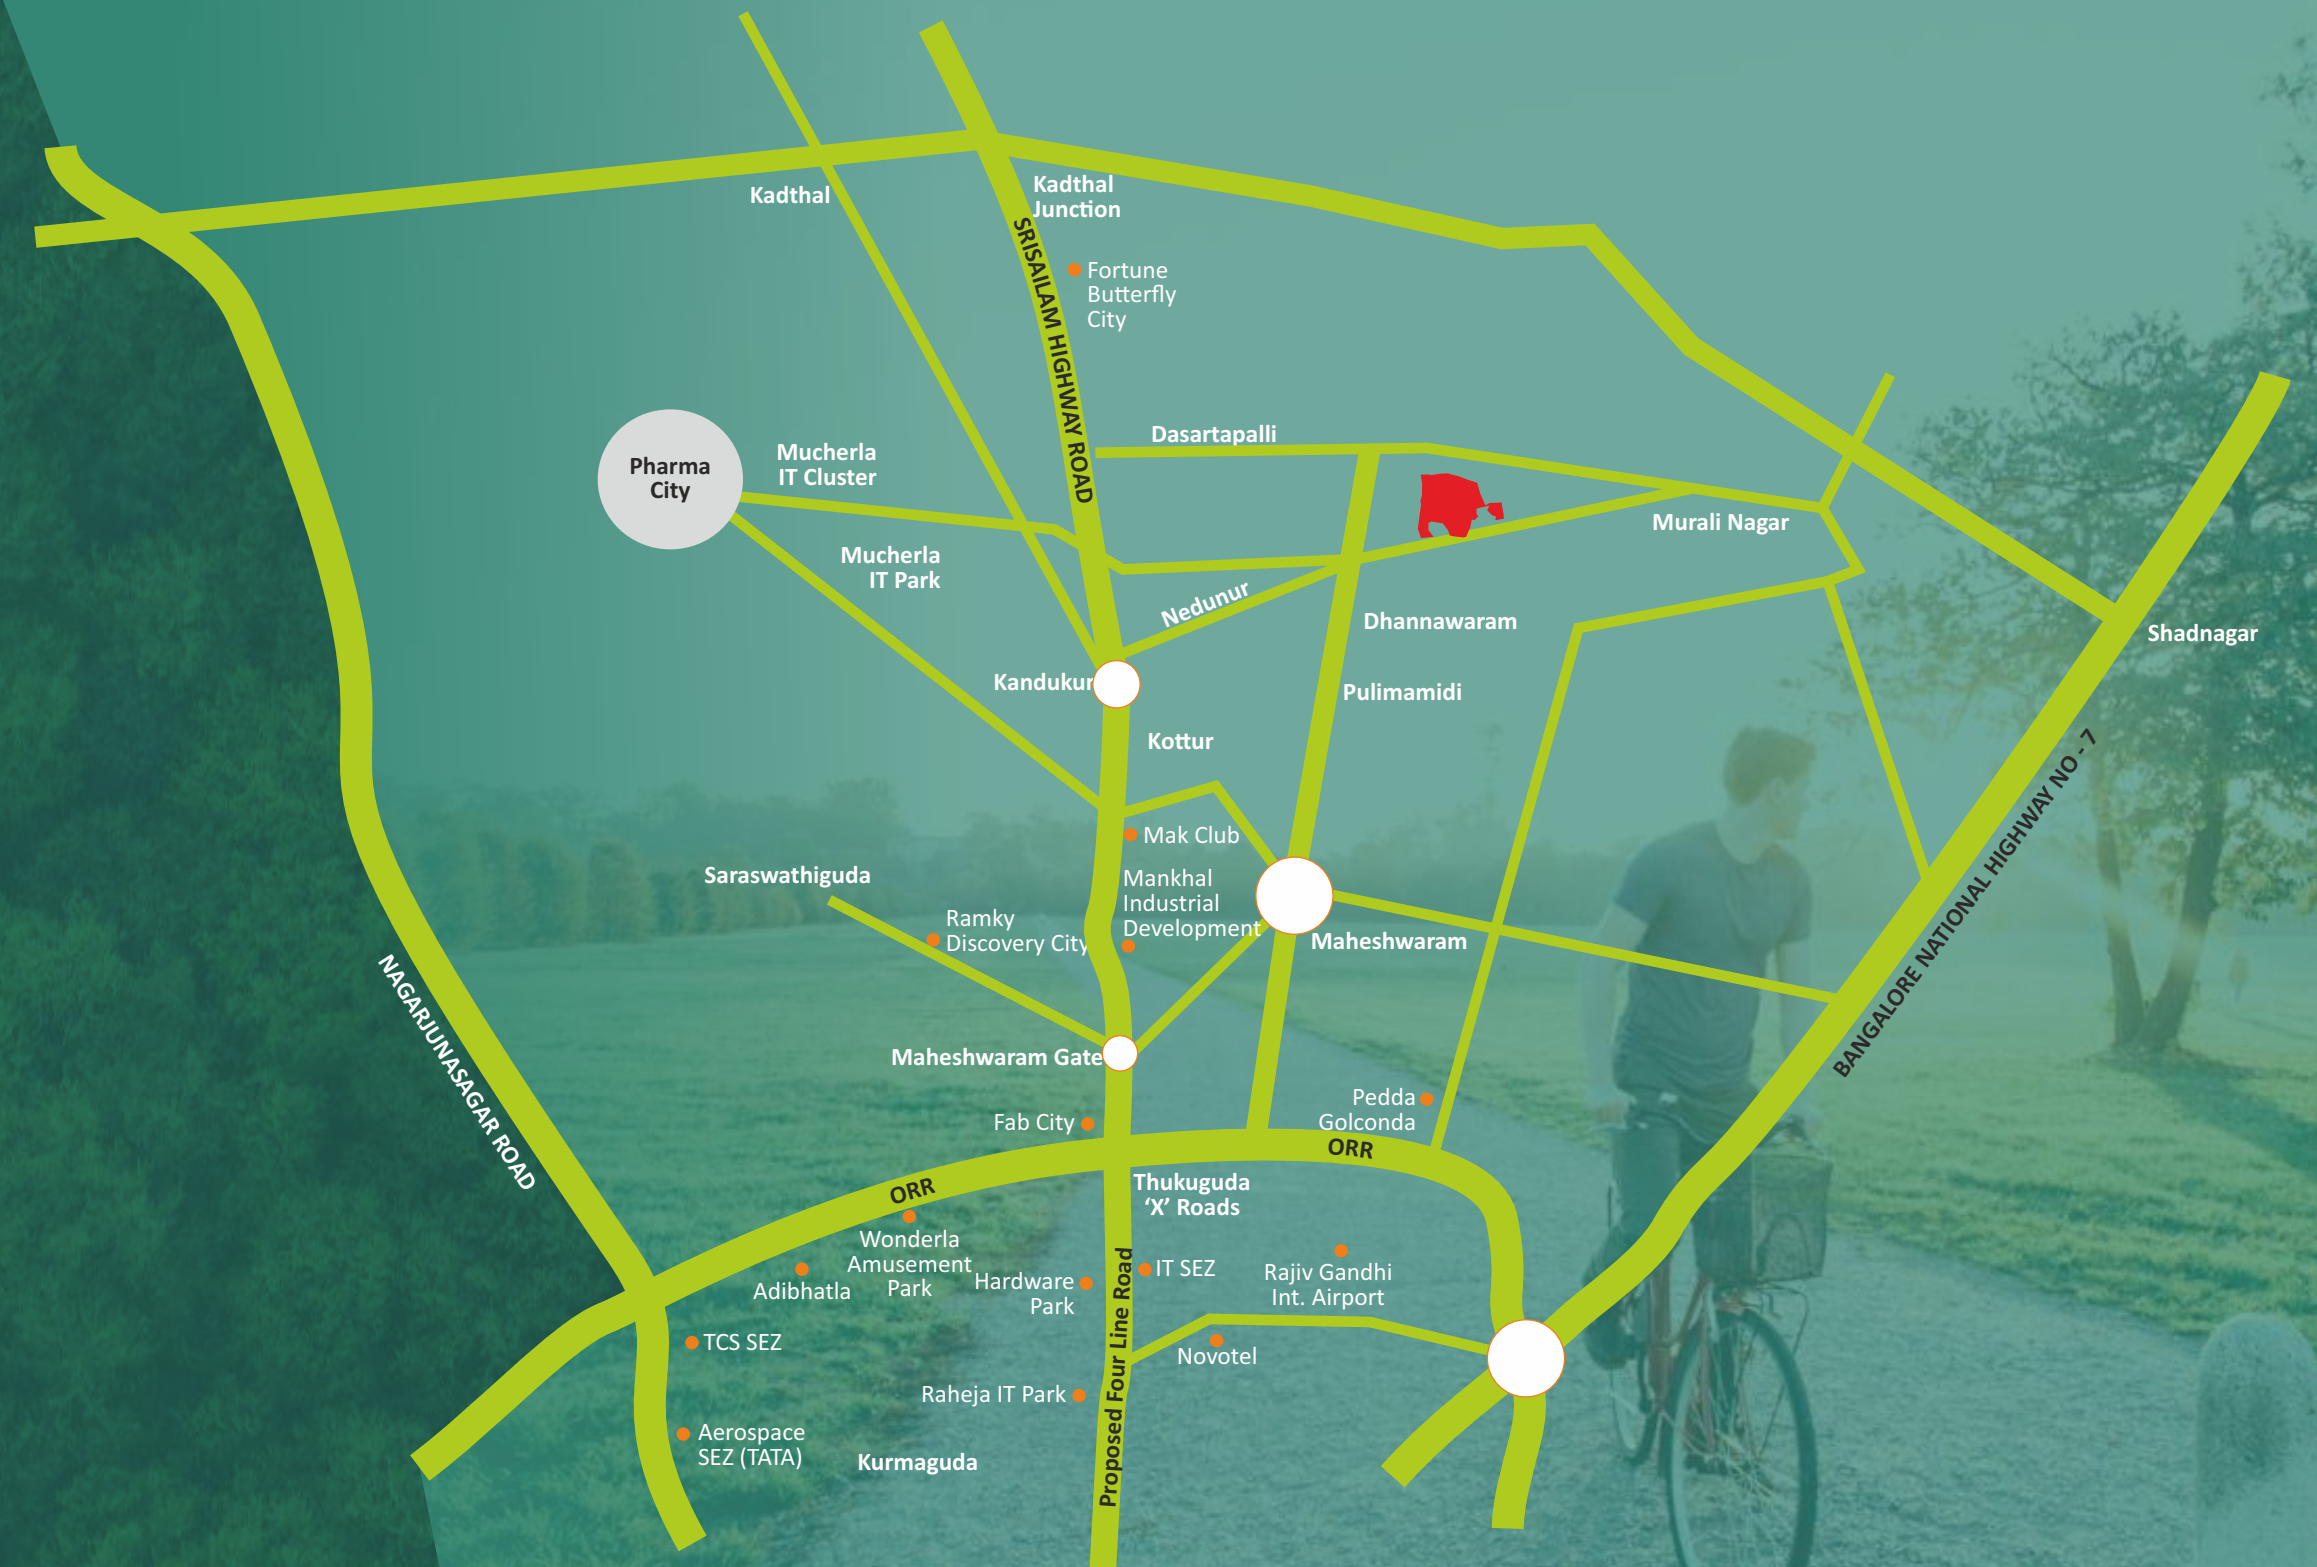 Kadthal
Kadthal
Junction
SRISAILAM HIGHWAY ROAD
Fortune
Butterfly
City
Pharma
City
Mucherla
IT Cluster
Dasartapalli
Mucherla
IT Park
Murali Nagar
Nedunur
Dhannawaram
Shadnagar
Kandukur
Pulimamidi
Kottur
Mak Club
Saraswathiguda
Mankhal
Industrial
Development
Ramky
Discovery City
Maheshwaram
BANGALORE NATIONAL HIGHWAY NO - 7
NAGARJUNASAGAR ROAD
Maheshwaram Gate
Fab City
Pedda
Golconda
ORR
ORR
Thukuguda
‘X’ Roads
Wonderla
Amusement
Park
Adibhatla
Hardware
Park
IT SEZ
Rajiv Gandhi
Int. Airport
Proposed Four Line Road
TCS SEZ
Novotel
Raheja IT Park
Aerospace
SEZ (TATA)
Kurmaguda